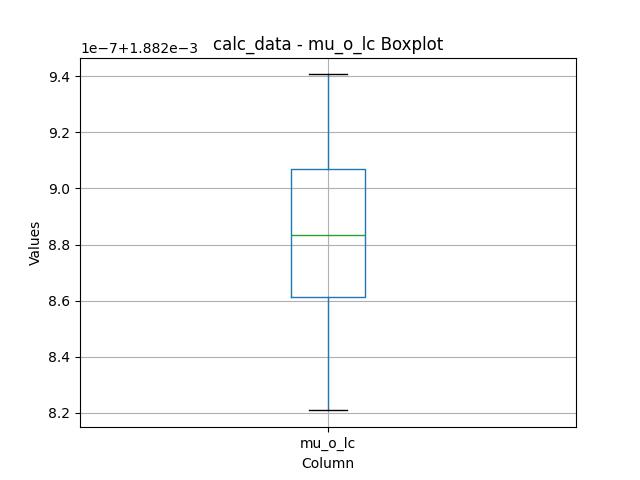 calc_data - mu_o_lc Boxplot
1e−7+1.882e−3
9.4
9.2
9.0
8.8
8.6
8.4
8.2
Values
mu_o_lc
Column